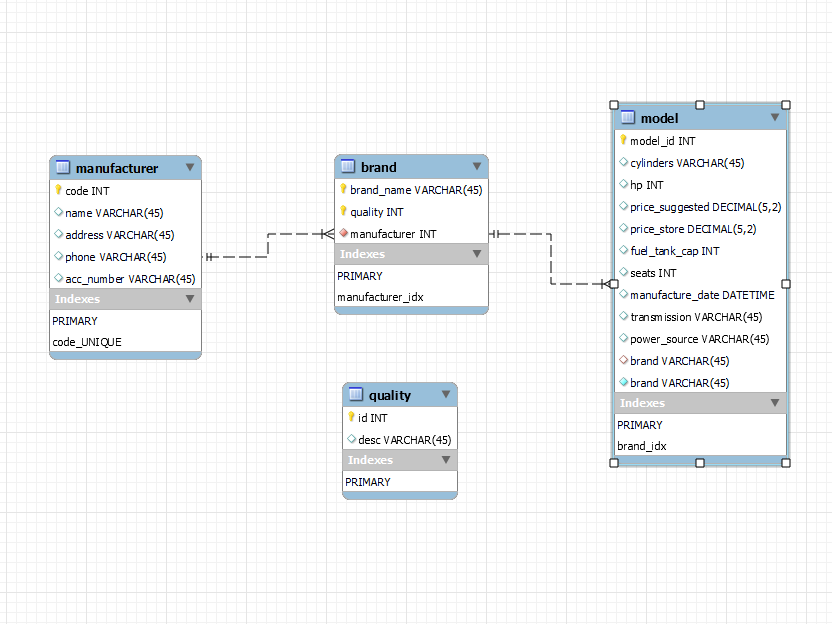 manufacturer
code INT
name VARCHAR(45)
address VARCHAR(45)
phone VARCHAR(45)
acc_number VARCHAR(45)
Indexes
PRIMARY
code_UNIQUE
brand
brand_name VARCHAR(45)
quality INT
manufacturer INT
Indexes
PRIMARY
manufacturer_idx
quality
id INT
desc VARCHAR(45)
Indexes
PRIMARY
model
model_id INT
cylinders VARCHAR(45)
hp INT
price_suggested DECIMAL(5,2)
price_store DECIMAL(5,2)
fuel_tank_cap INT
seats INT
manufacture_date DATETIME
transmission VARCHAR(45)
power_source VARCHAR(45)
brand VARCHAR(45)
brand VARCHAR(45)
Indexes
PRIMARY
brand_idx